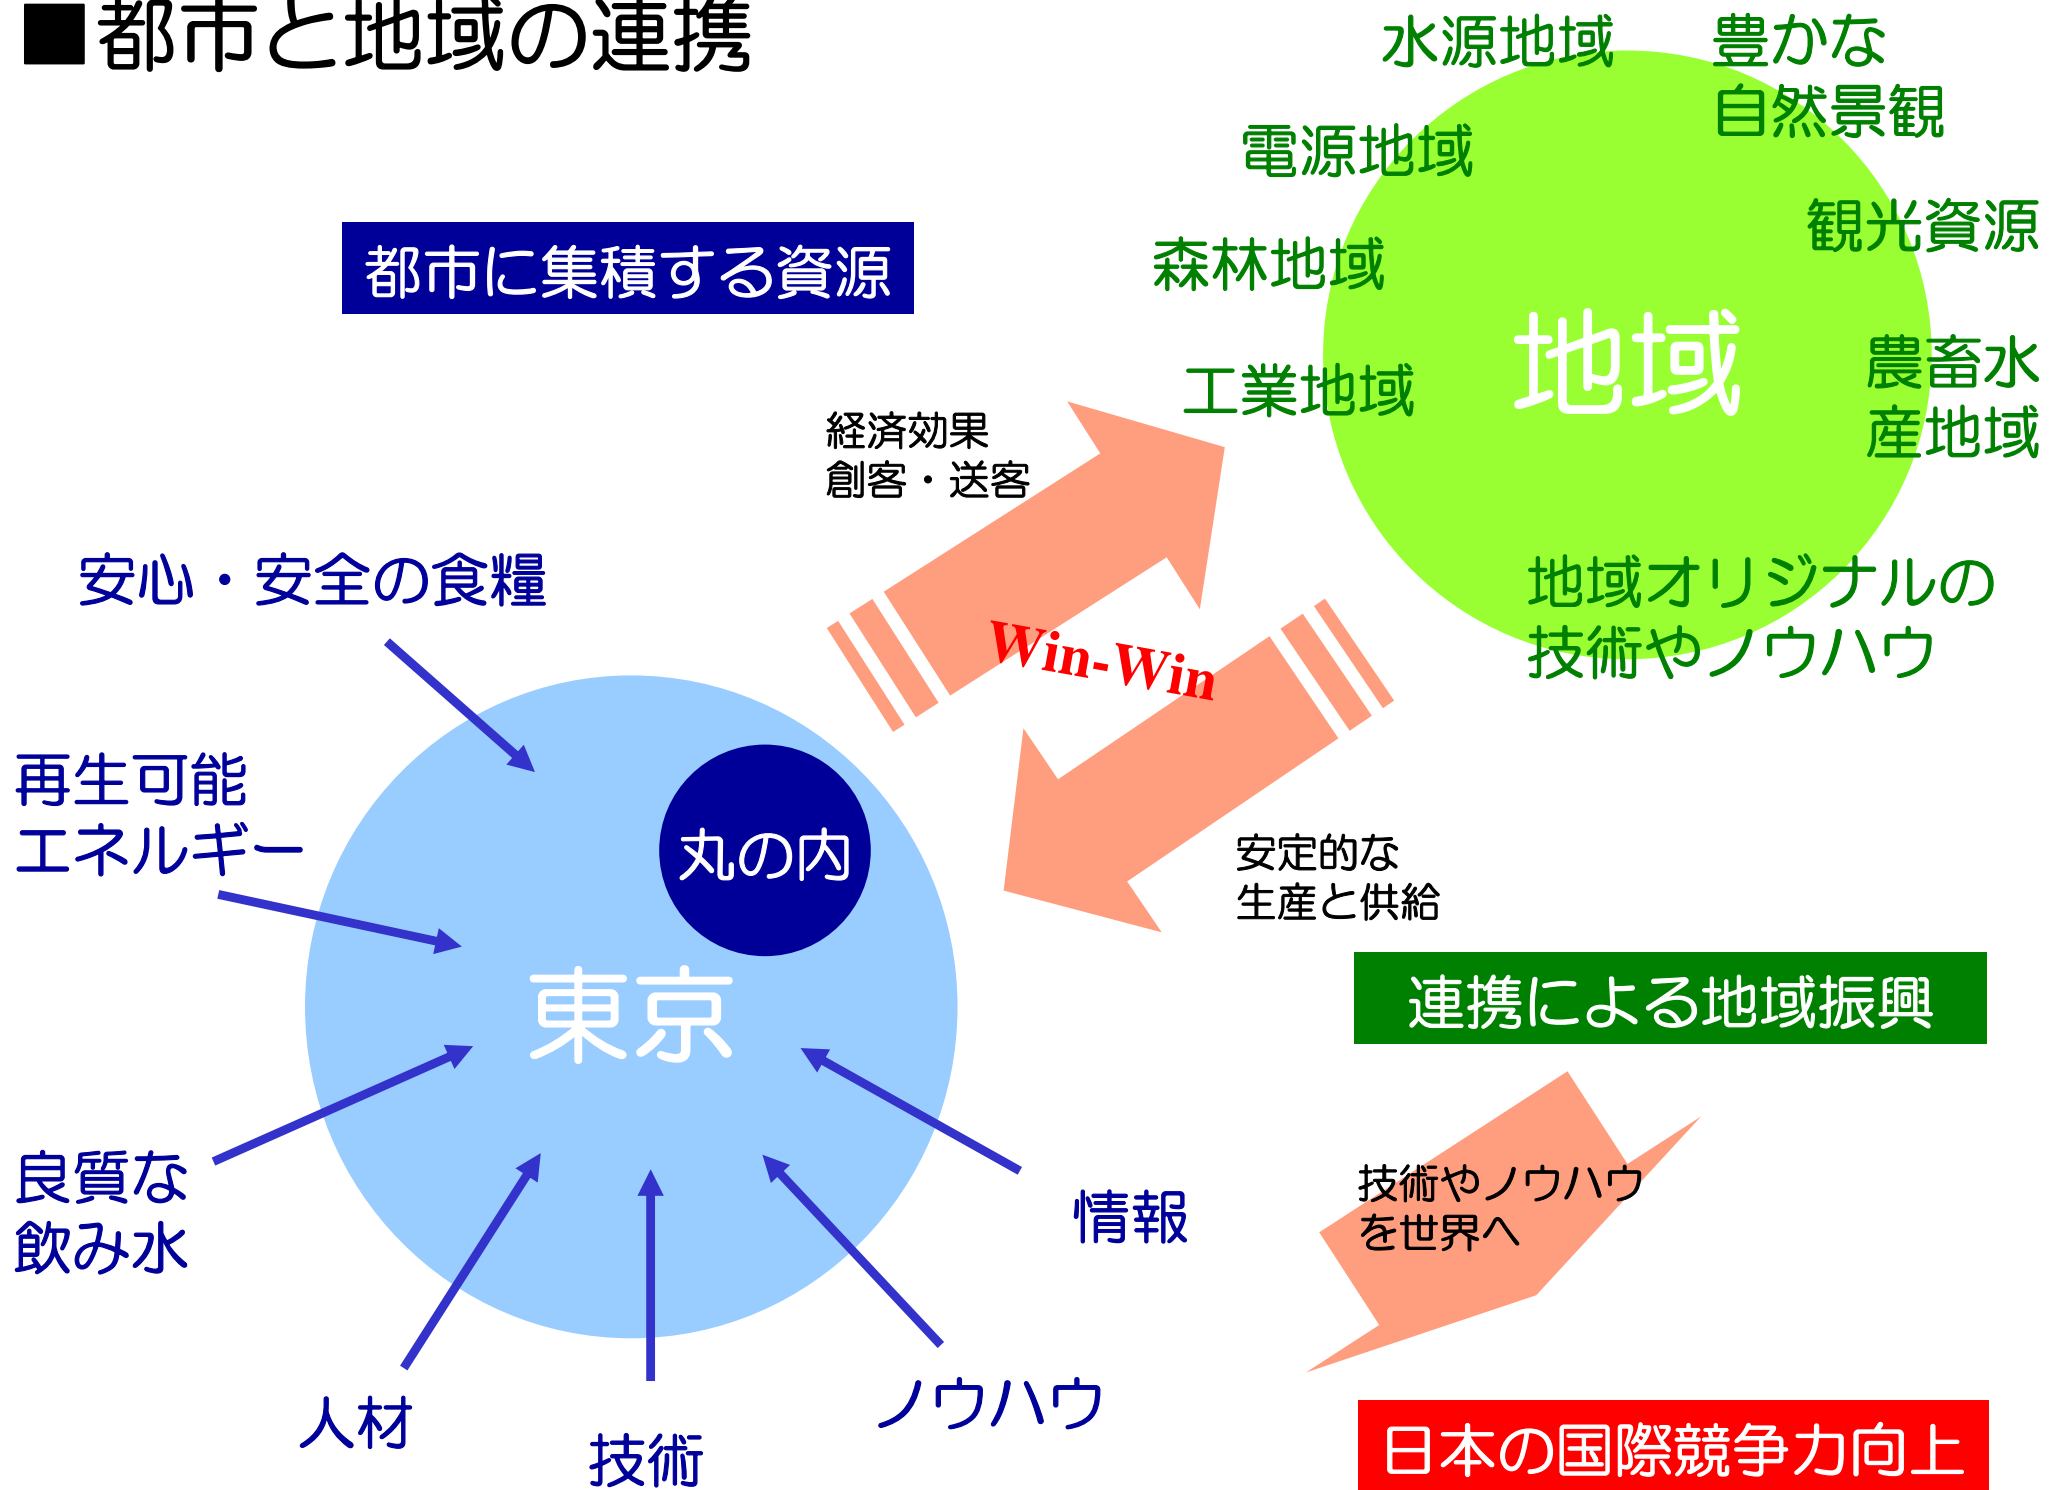 ■都市と地域の連携
水源地域
豊かな
自然景観
電源地域
観光資源
森林地域
都市に集積する資源
地域
農畜水
産地域
工業地域
経済効果
創客・送客
安心・安全の食糧
地域オリジナルの
技術やノウハウ
Win-Win
再生可能
エネルギー
丸の内
安定的な
生産と供給
東京
連携による地域振興
良質な
飲み水
情報
技術やノウハウ
を世界へ
人材
技術
ノウハウ
日本の国際競争力向上